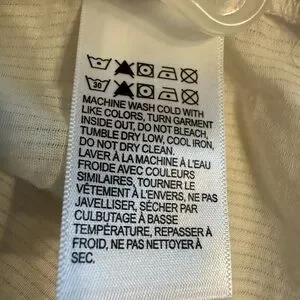 30
MACHINE WASH COLD WITH
LIKE COLORS, TURN GARMENT
INSIDE OUT, DO NOT BLEACH,
TUMBLE DRY LOW, COOL IRON,
DO NOT DRY CLEAN.
LAVER À LA MACHINE À L'EAU
FROIDE AVEC COULEURS
SIMILAIRES, TOURNER LE
VÉTEMENT À L'ENVERS, NE PAS
JAVELLISER, SÉCHER PAR
CULBUTAGE À BASSE
TEMPÉRATURE, REPASSER À
FROID, NE PAS NETTOYER À
SEC.